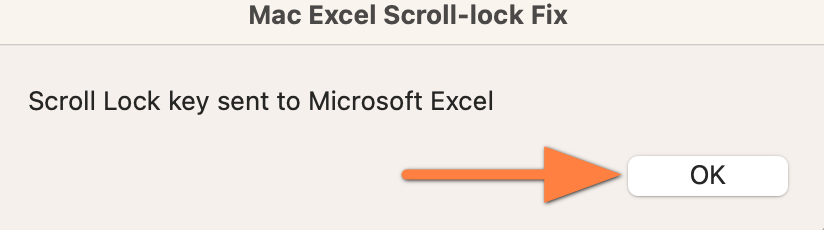 Mac Excel Scroll-lock Fix
Scroll Lock key sent to Microsoft Excel
OK